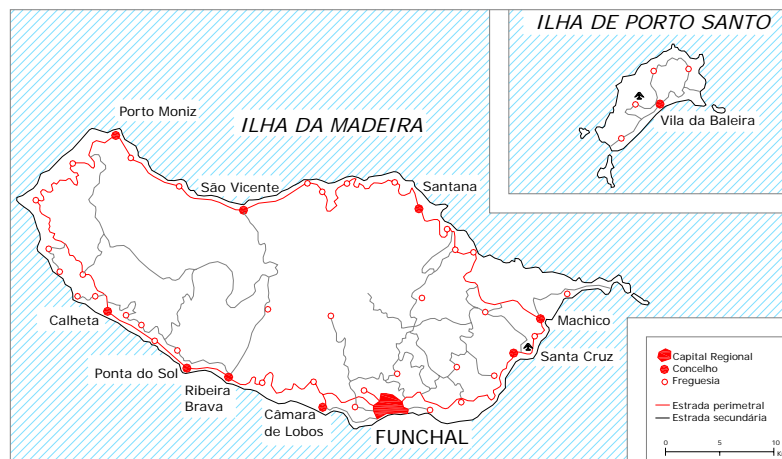 ILHA DE PORTO SANTO
Vila da Baleira
ILHA DA MADEIRA
Porto Moniz
São Vicente
Santana
Calheta
Machico
Santa Cruz
Ponta do Sol
Ribeira
Brava
Câmara
de Lobos
FUNCHAL
Capital Regional
Concelho
Freguesia
Estrada perimetral
Estrada secundária
0 5 10